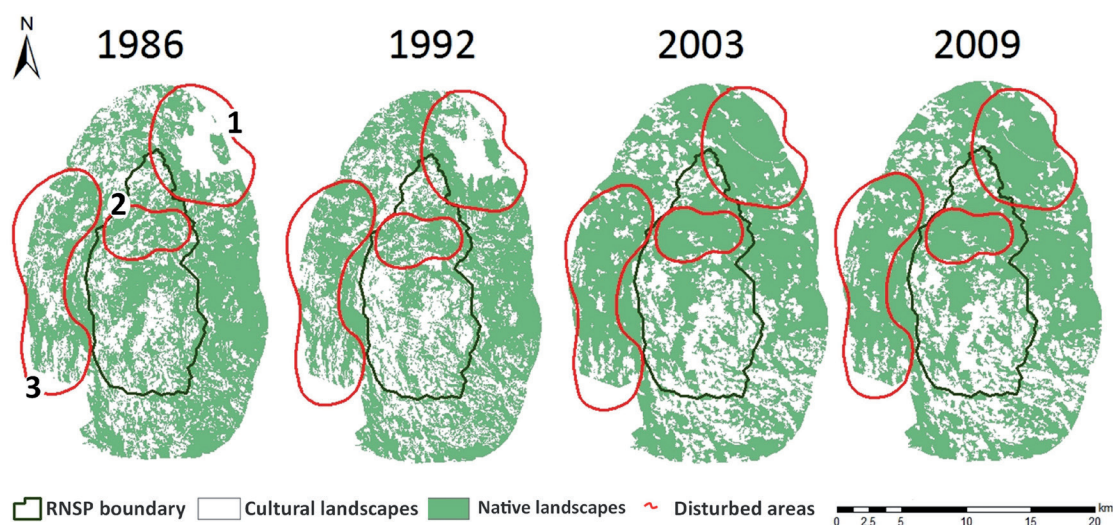 N
1986
1992
2003
2009
1
2
3
RNSP boundary
Cultural landscapes
Native landscapes
Disturbed areas
km
0 2.5 5 10 15 20